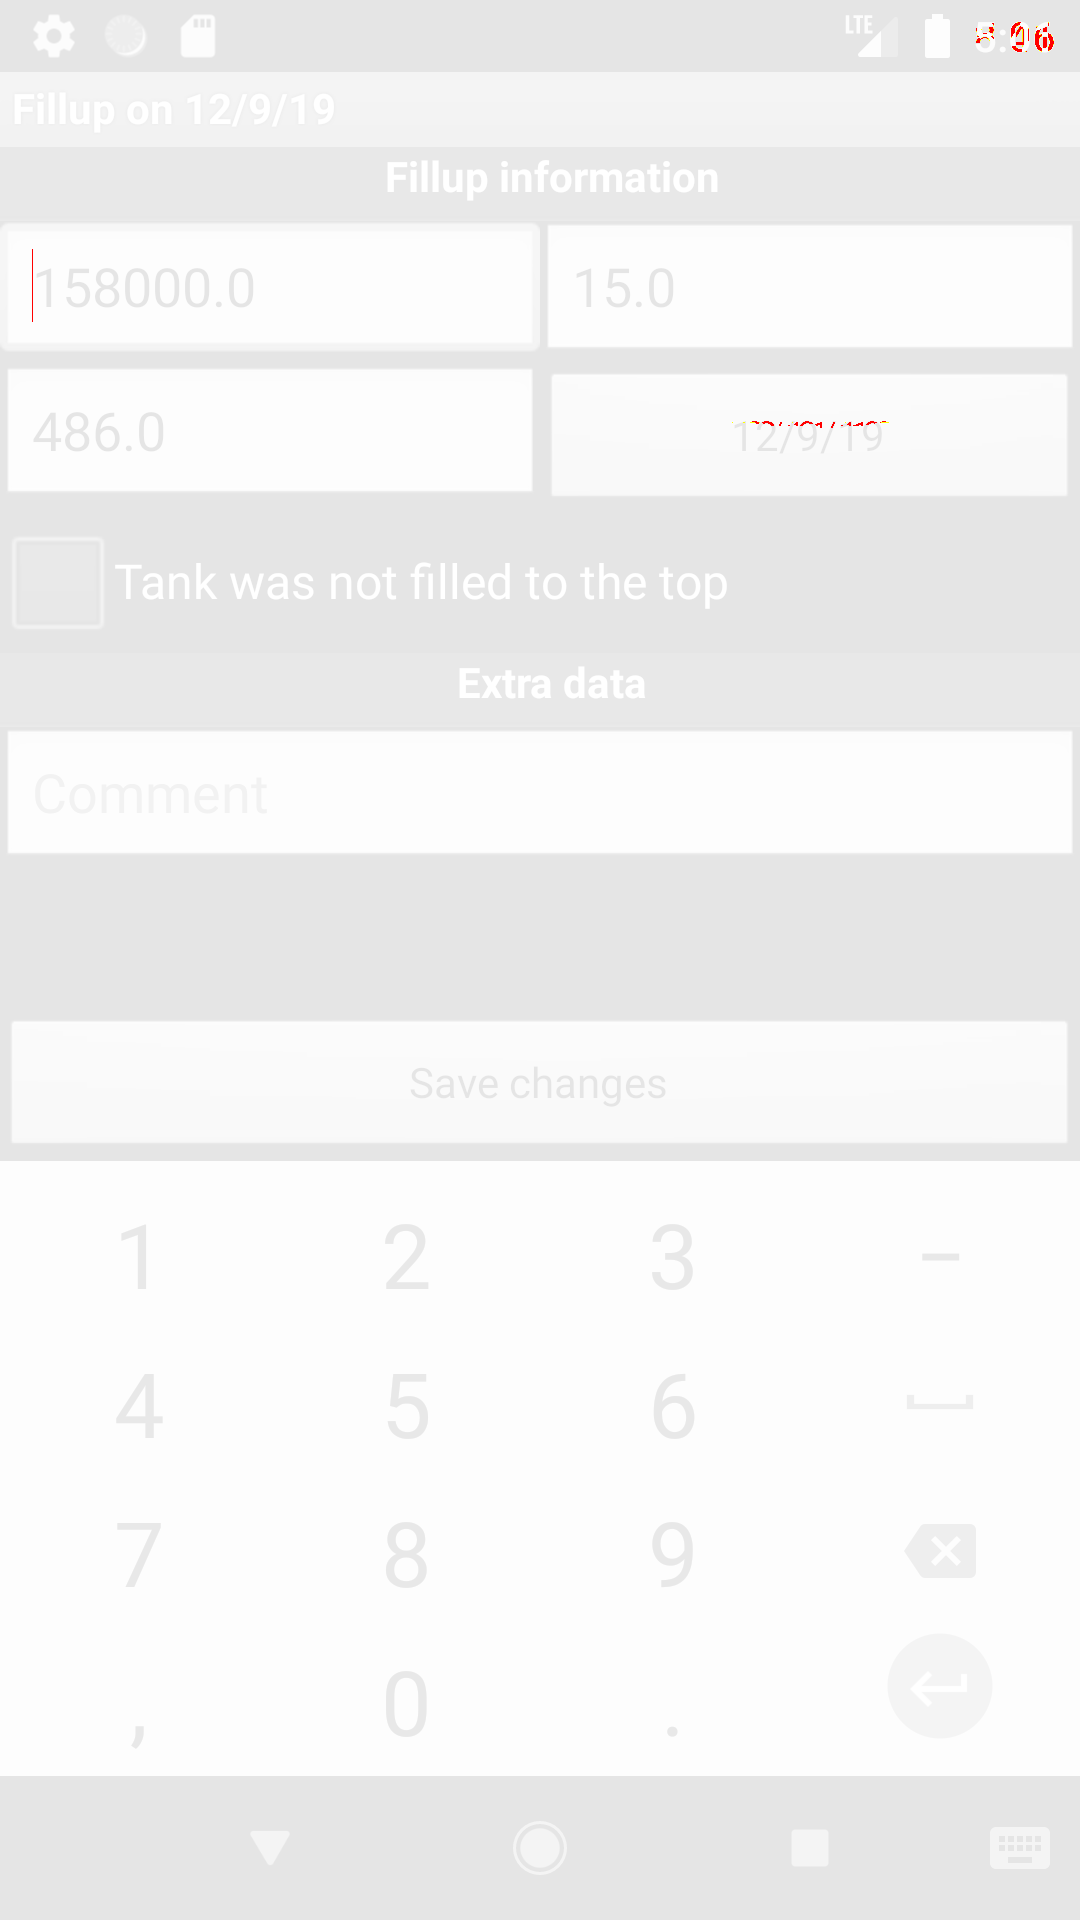 LTE
Fillup on 12/9/19
Fillup information
158000.0 15.0
486.0 12/9/19
Tank was not filled to the top
Extra data
Comment
Save changes
1 2 3 –
4 5 6
7 8 9
, 0 .